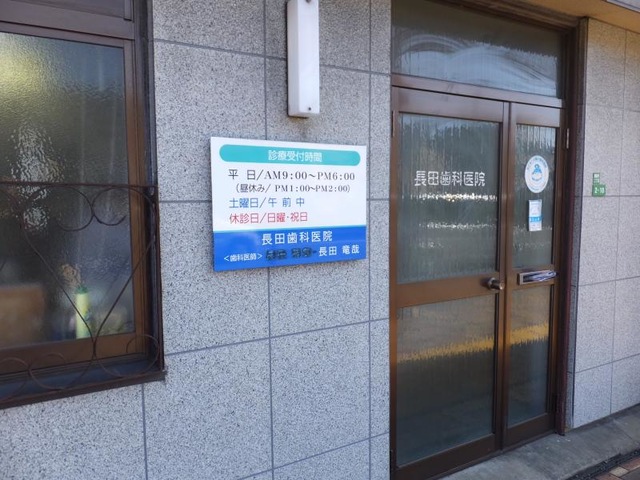 診療受付時間
平 日/AM9:00～PM6:00
(昼休み/PM1:00～PM2:00)
土曜日/午 前 中
休診日/日曜・祝日
長田歯科医院
<歯科医師> 長田 竜哉
長田歯科医院